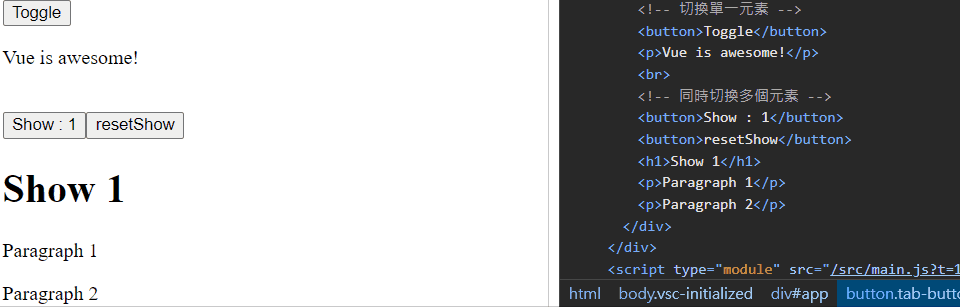 Toggle
Vue is awesome!
Show : 1 resetShow
Show 1
Paragraph 1
Paragraph 2
<!-- 切換單一元素 -->
<button>Toggle</button>
<p>Vue is awesome!</p>
<br>
<!-- 同時切換多個元素 -->
<button>Show : 1</button>
<button>resetShow</button>
<h1>Show 1</h1>
<p>Paragraph 1</p>
<p>Paragraph 2</p>
</div>
</div>
<script type="module" src="/src/main.js?t=1
html body.vsc-initialized div#app button.tab-butto